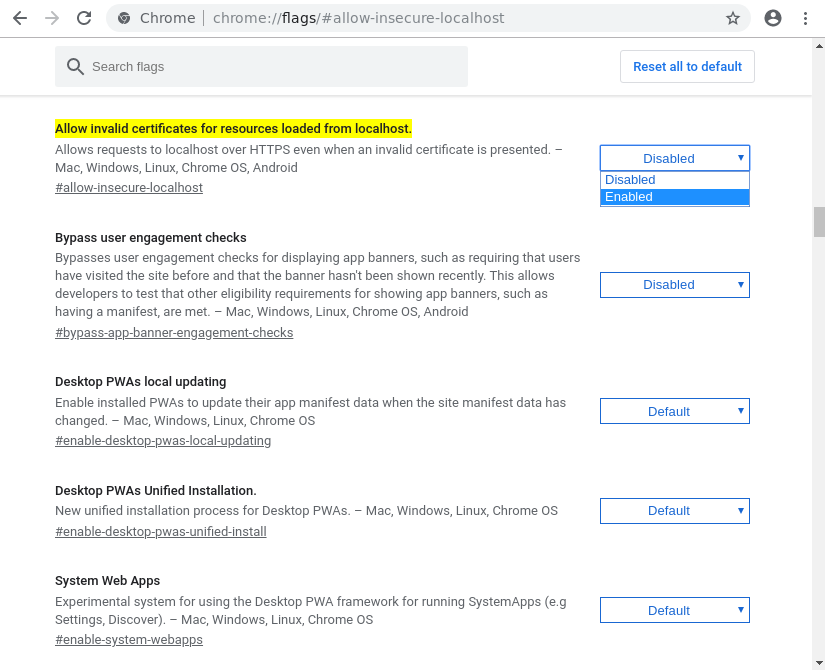 Chrome | chrome://flags/#allow-insecure-localhost
Search flags
Reset all to default
Allow invalid certificates for resources loaded from localhost.
Allows requests to localhost over HTTPS even when an invalid certificate is presented. –
Mac, Windows, Linux, Chrome OS, Android
#allow-insecure-localhost
Disabled
Disabled
Enabled
Bypass user engagement checks
Bypasses user engagement checks for displaying app banners, such as requiring that users
have visited the site before and that the banner hasn't been shown recently. This allows
developers to test that other eligibility requirements for showing app banners, such as
having a manifest, are met. – Mac, Windows, Linux, Chrome OS, Android
#bypass-app-banner-engagement-checks
Disabled
Desktop PWAs local updating
Enable installed PWAs to update their app manifest data when the site manifest data has
changed. – Mac, Windows, Linux, Chrome OS
#enable-desktop-pwas-local-updating
Default
Desktop PWAs Unified Installation.
New unified installation process for Desktop PWAs. – Mac, Windows, Linux, Chrome OS
#enable-desktop-pwas-unified-install
Default
System Web Apps
Experimental system for using the Desktop PWA framework for running SystemApps (e.g
Settings, Discover). – Mac, Windows, Linux, Chrome OS
#enable-system-webapps
Default